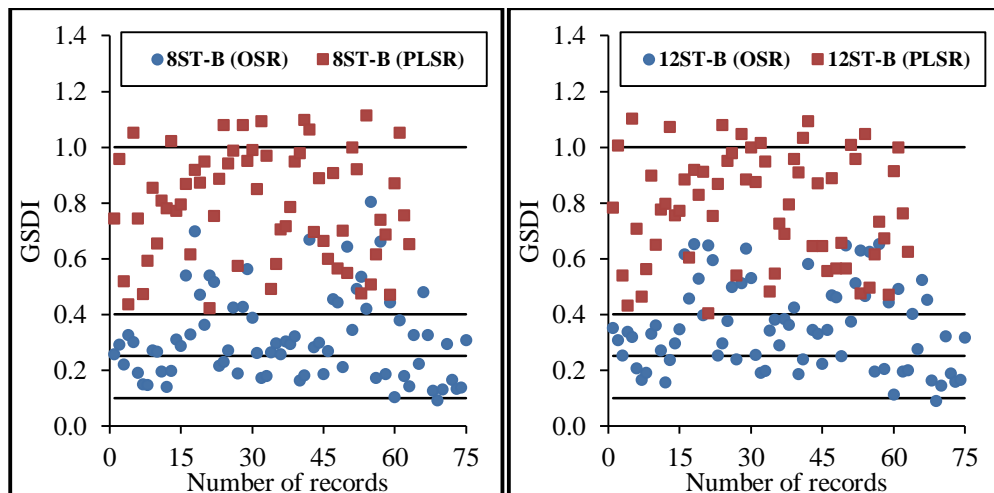 8ST-B (OSR) 8ST-B (PLSR)
GSDI
1.4
1.2
1.0
0.8
0.6
0.4
0.2
0.0
0 15 30 45 60 75
Number of records
12ST-B (OSR) 12ST-B (PLSR)
GSDI
1.4
1.2
1.0
0.8
0.6
0.4
0.2
0.0
0 15 30 45 60 75
Number of records